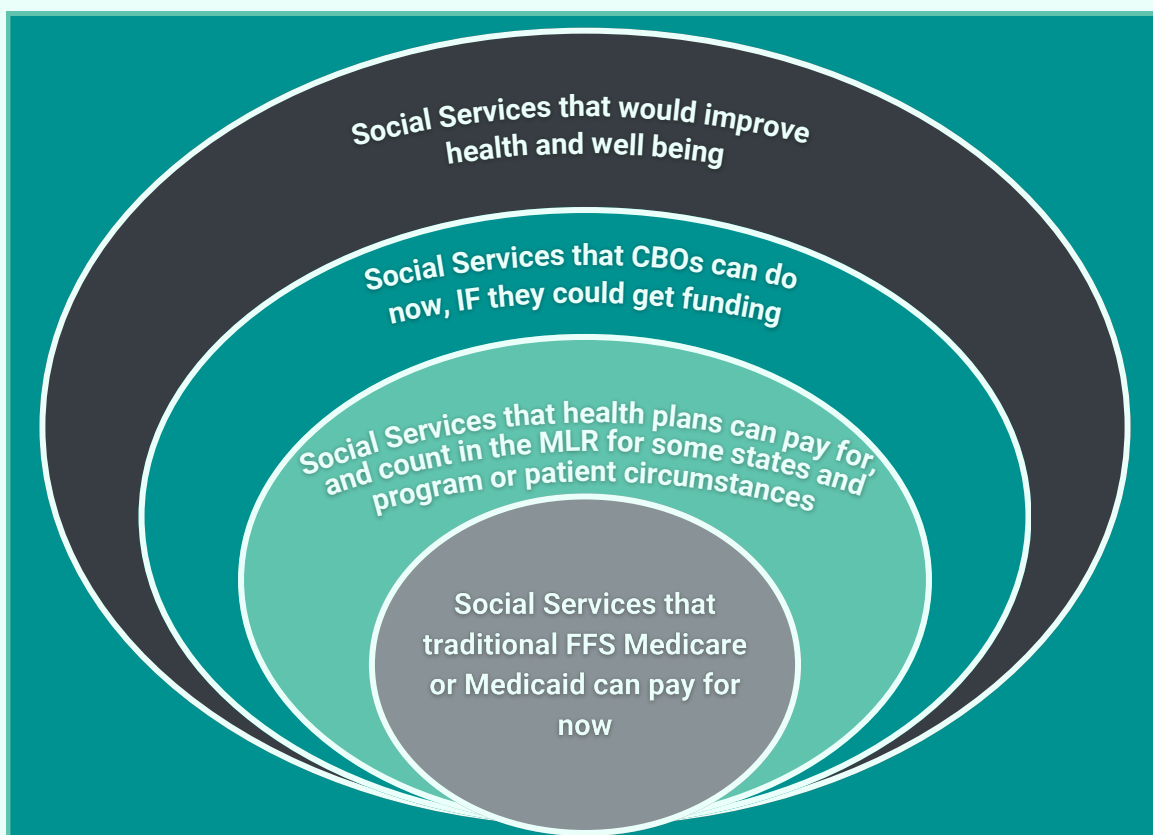 Social Services that would improve
health and well being
Social Services that CBOs can do
now, IF they could get funding
Social Services that health plans can pay for,
and count in the MLR for some states and
program or patient circumstances
Social Services that
traditional FFS Medicare
or Medicaid can pay for
now